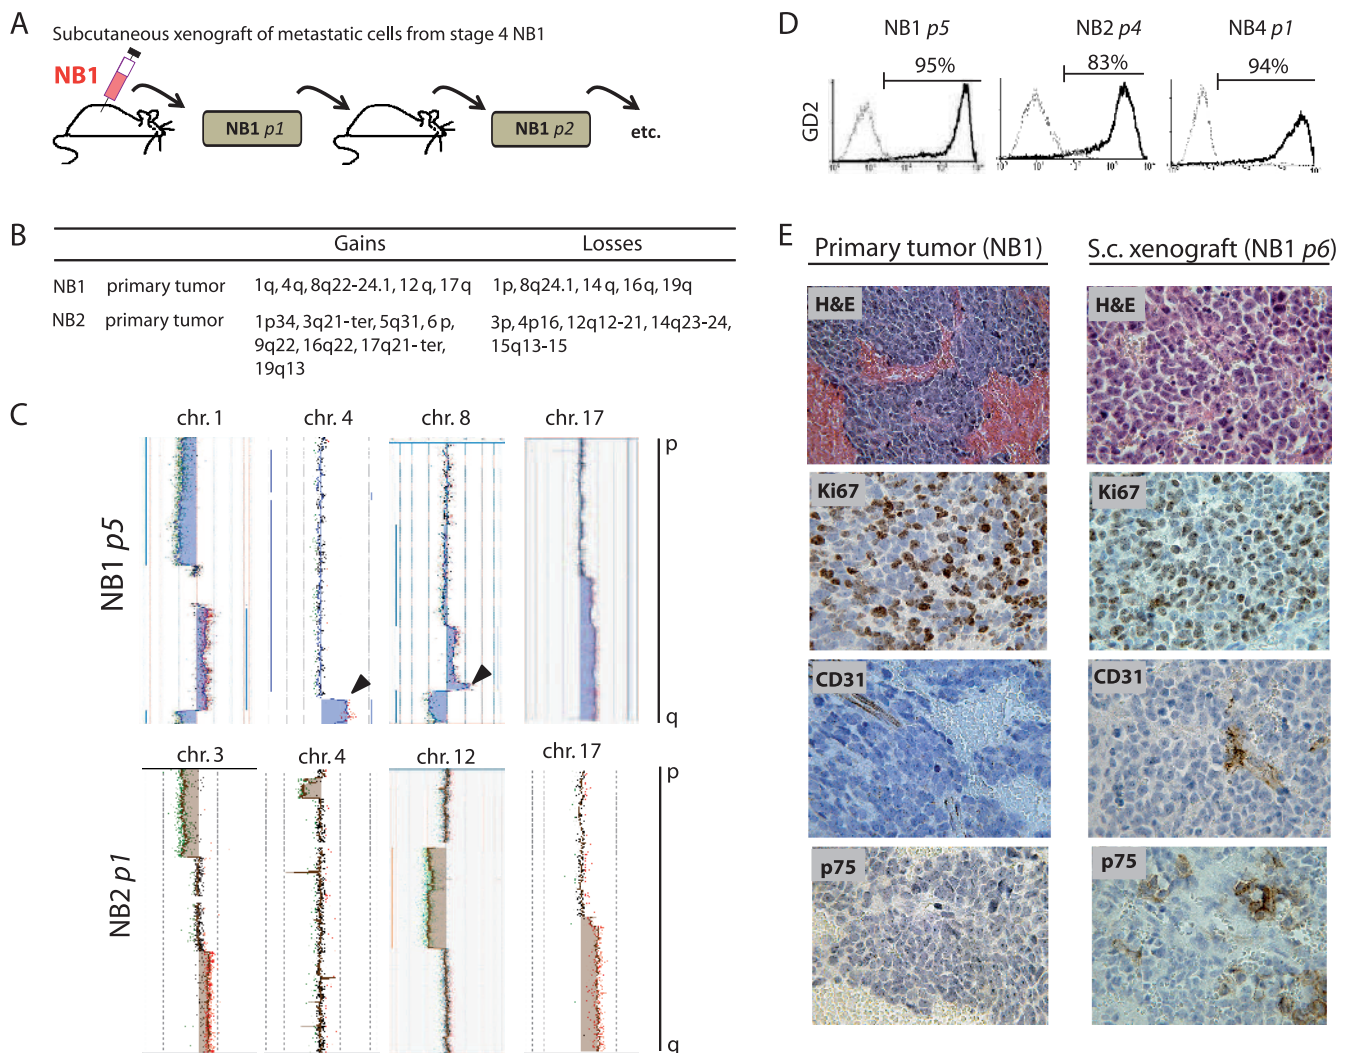 A
Subcutaneous xenograft of metastatic cells from stage 4 NB1
NB1
NB1 p1
NB1 p2
etc.
B
Gains
Losses
NB1 primary tumor 1q, 4q, 8q22-24.1, 12q, 17q 1p, 8q24.1, 14q, 16q, 19q
NB2 primary tumor 1p34, 3q21-ter, 5q31, 6p, 3p, 4p16, 12q12-21, 14q23-24,
9q22, 16q22, 17q21-ter, 15q13-15
19q13
C
chr. 1
chr. 4
chr. 8
chr. 17
NB1 p5
p
q
chr. 3
chr. 4
chr. 12
chr. 17
NB2 p1
p
q
D
NB1 p5
NB2 p4
NB4 p1
95%
83%
94%
GD2
E
Primary tumor (NB1)
S.c. xenograft (NB1 p6)
H&E
H&E
Ki67
Ki67
CD31
CD31
p75
p75